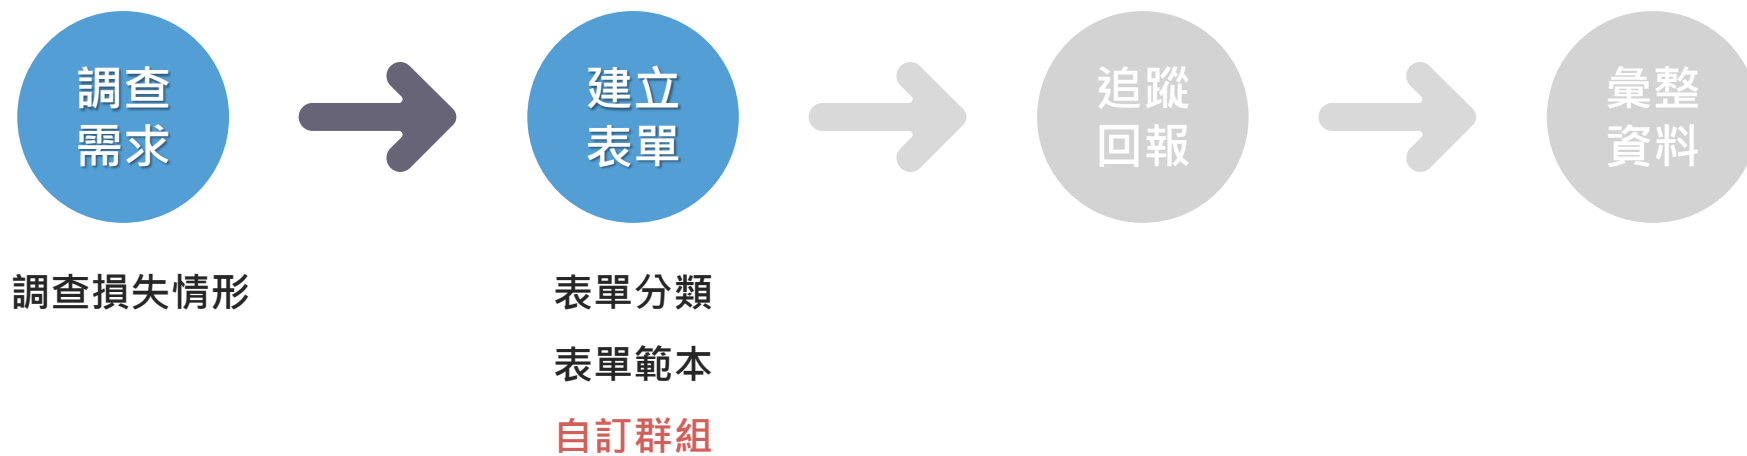 調查
需求
建立
表單
追蹤
回報
彙整
資料
調查損失情形
表單分類
表單範本
自訂群組